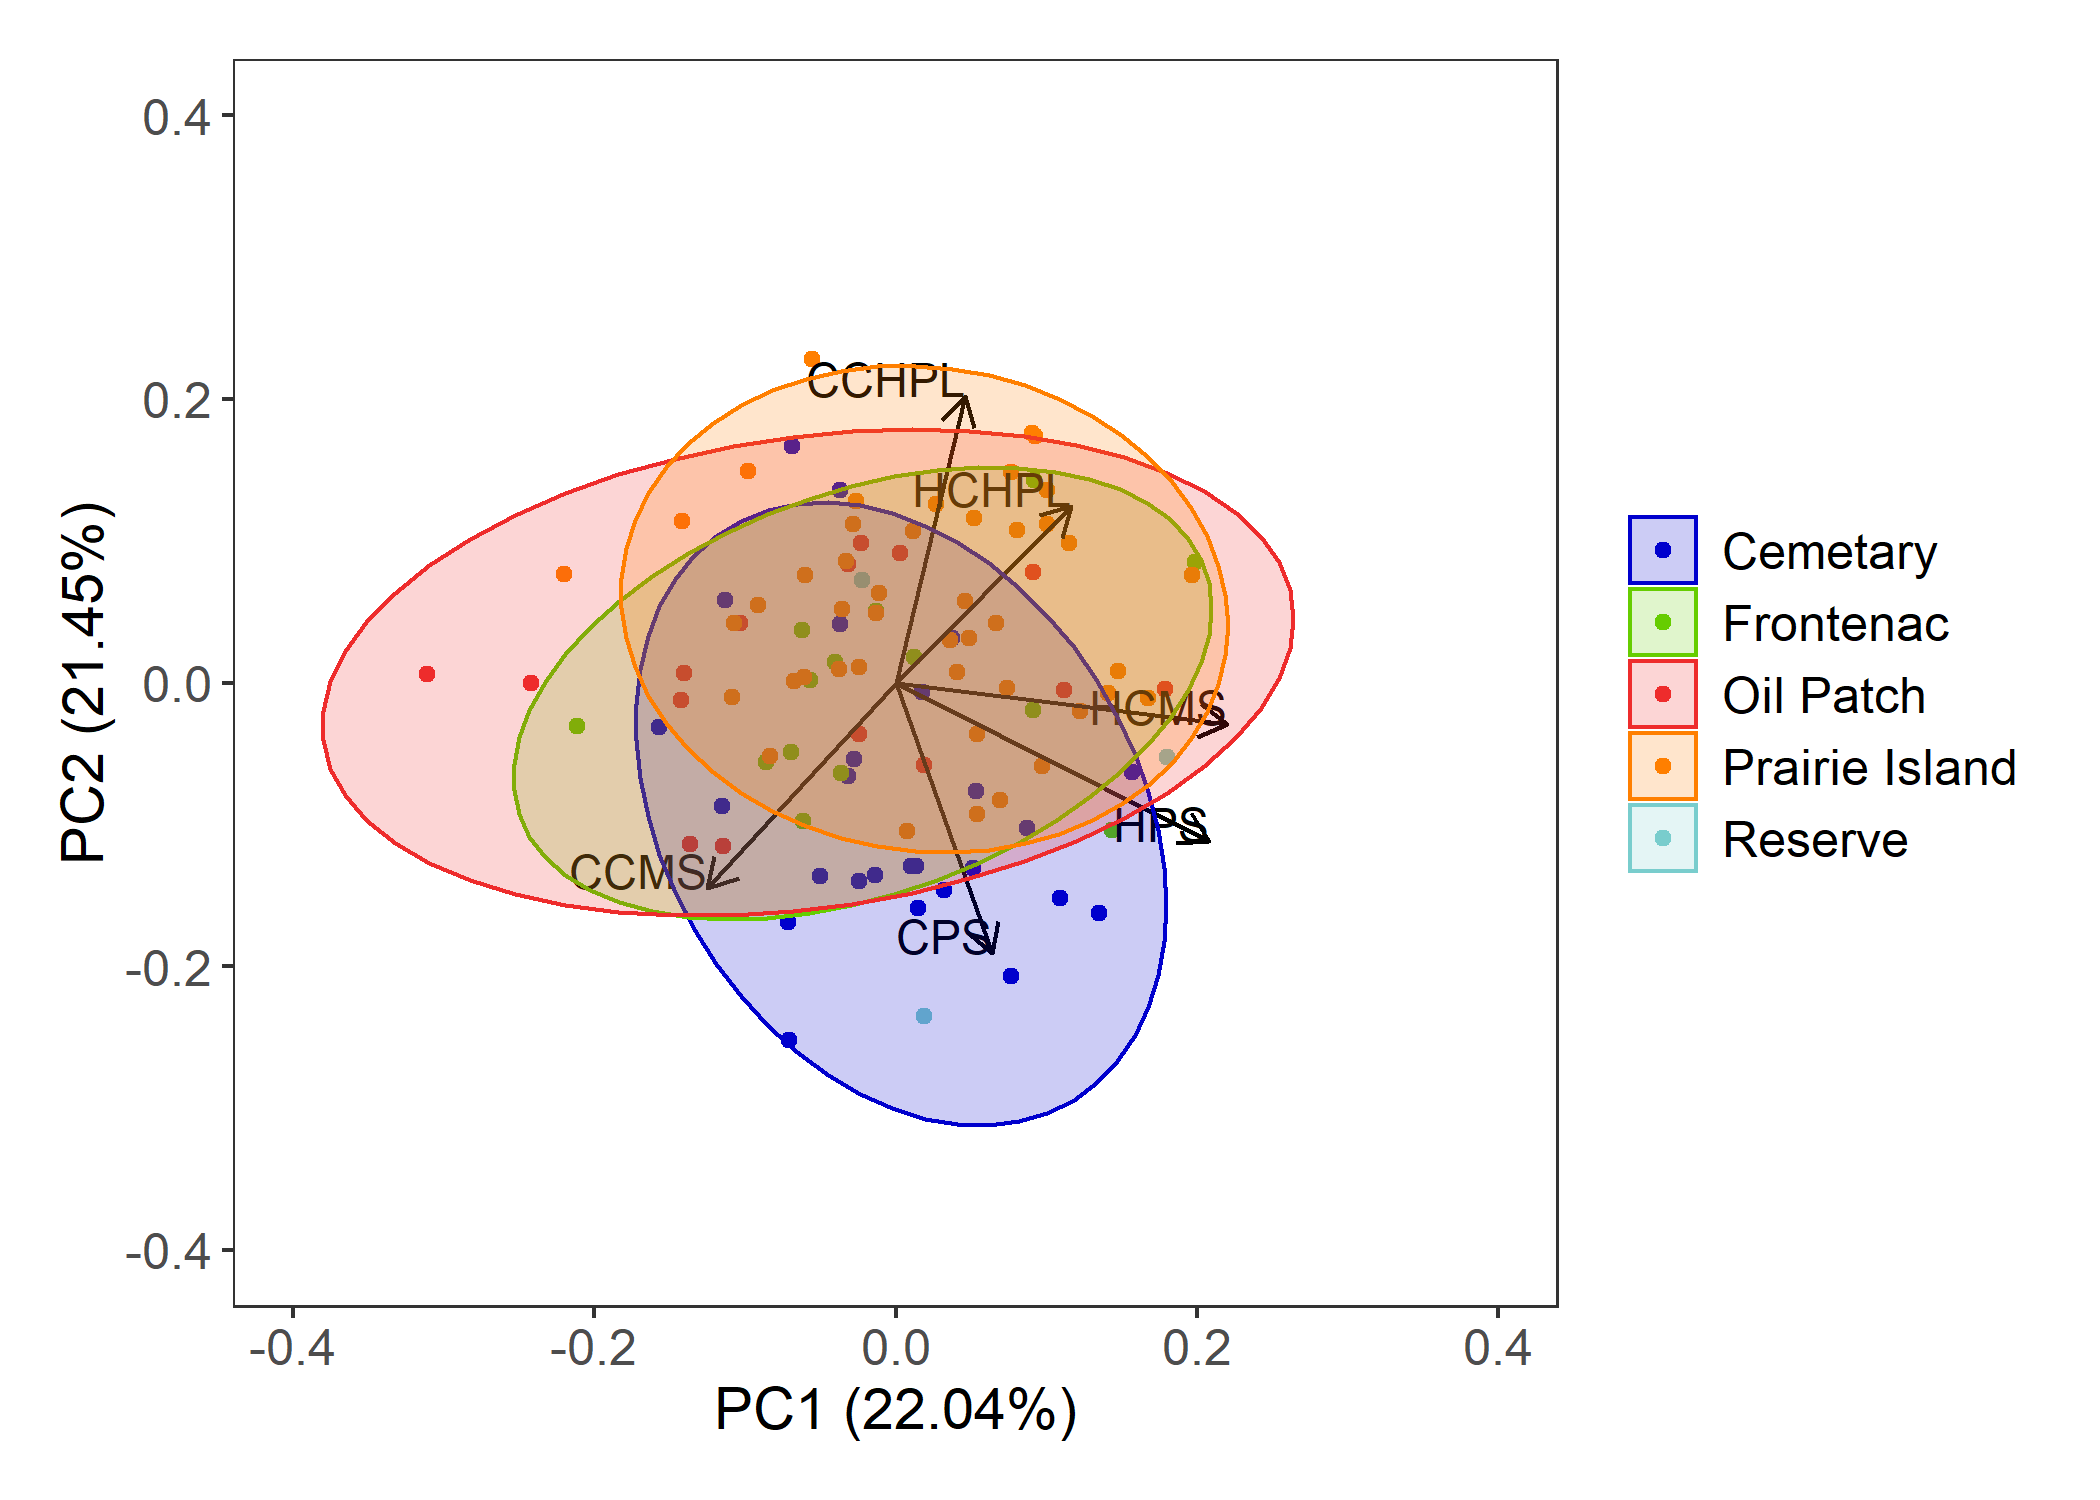 0.4
0.2
0.0
-0.2
-0.4
PC2 (21.45%)
CCHPL
HCHPL
HCMS
HPS
CCMS
CPS
-0.4
-0.2
0.0
0.2
0.4
PC1 (22.04%)
Cemetary
Frontenac
Oil Patch
Prairie Island
Reserve